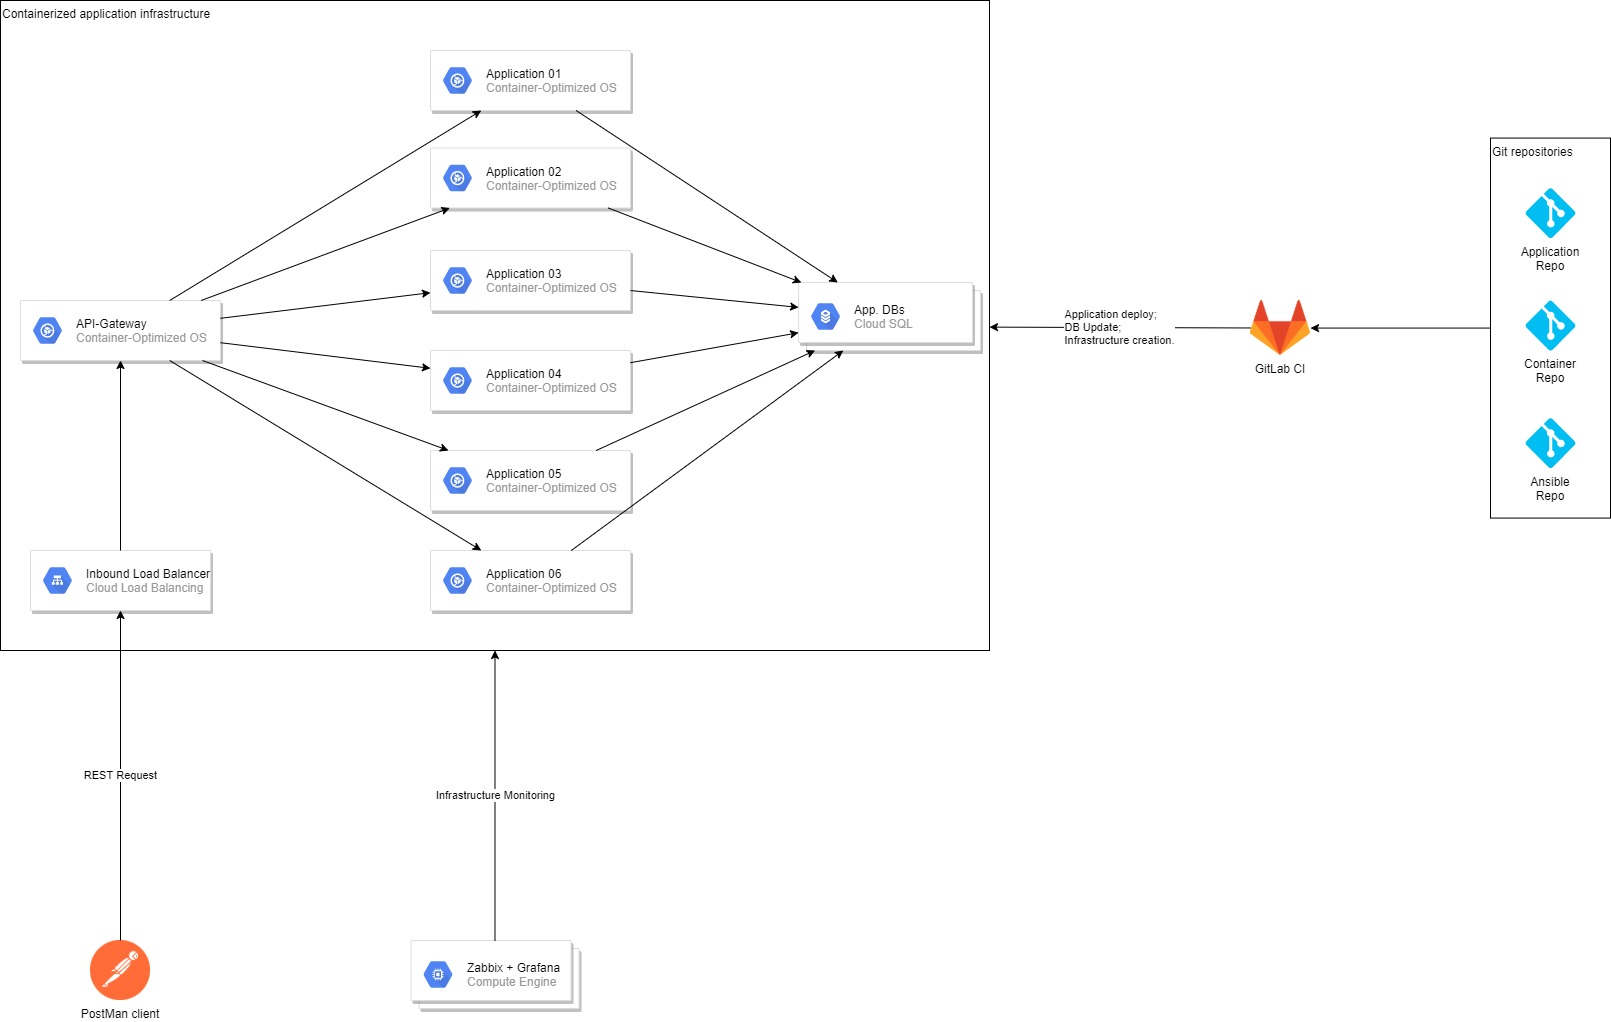 Containerized application infrastructure
Application 01
Container-Optimized OS
Application 02
Container-Optimized OS
Application 03
Container-Optimized OS
Application 04
Container-Optimized OS
Application 05
Container-Optimized OS
Application 06
Container-Optimized OS
API-Gateway
Container-Optimized OS
Inbound Load Balancer
Cloud Load Balancing
App. DBs
Cloud SQL
Application deploy;
DB Update;
Infrastructure creation.
GitLab CI
Git repositories
Application
Repo
Container
Repo
Ansible
Repo
REST Request
Infrastructure Monitoring
PostMan client
Zabbix + Grafana
Compute Engine